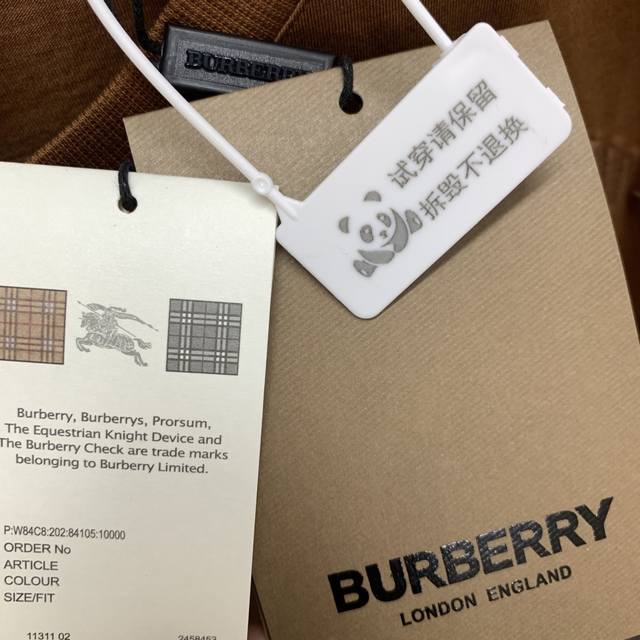 BURBERRY
试穿请保留
拆毁不退换
Burberry, Burberrys, Prorsum,
The Equestrian Knight Device and
The Burberry Check are trade marks
belonging to Burberry Limited.
P:W84C8:202:84105:10000
ORDER No
ARTICLE
COLOUR
SIZE/FIT
11311 02
2458453
BURBERRY
LONDON ENGLAND